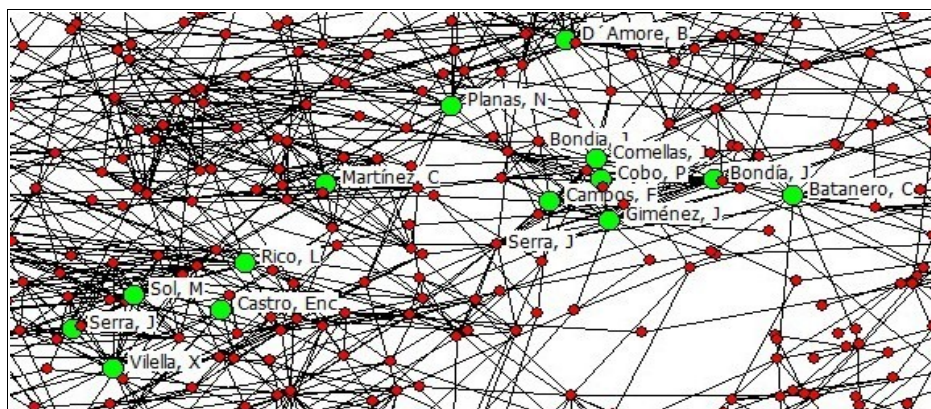 D´Amore, B
Planas, N
Bondia, J
Comellas, J
Martínez, C
Cobo, P
Bondía, J
Campos, F
Batanero, C
Giménez, J
Serra, J
Rico, L
Sol, M
Castro, Enc
Serra, J
Vilella, X